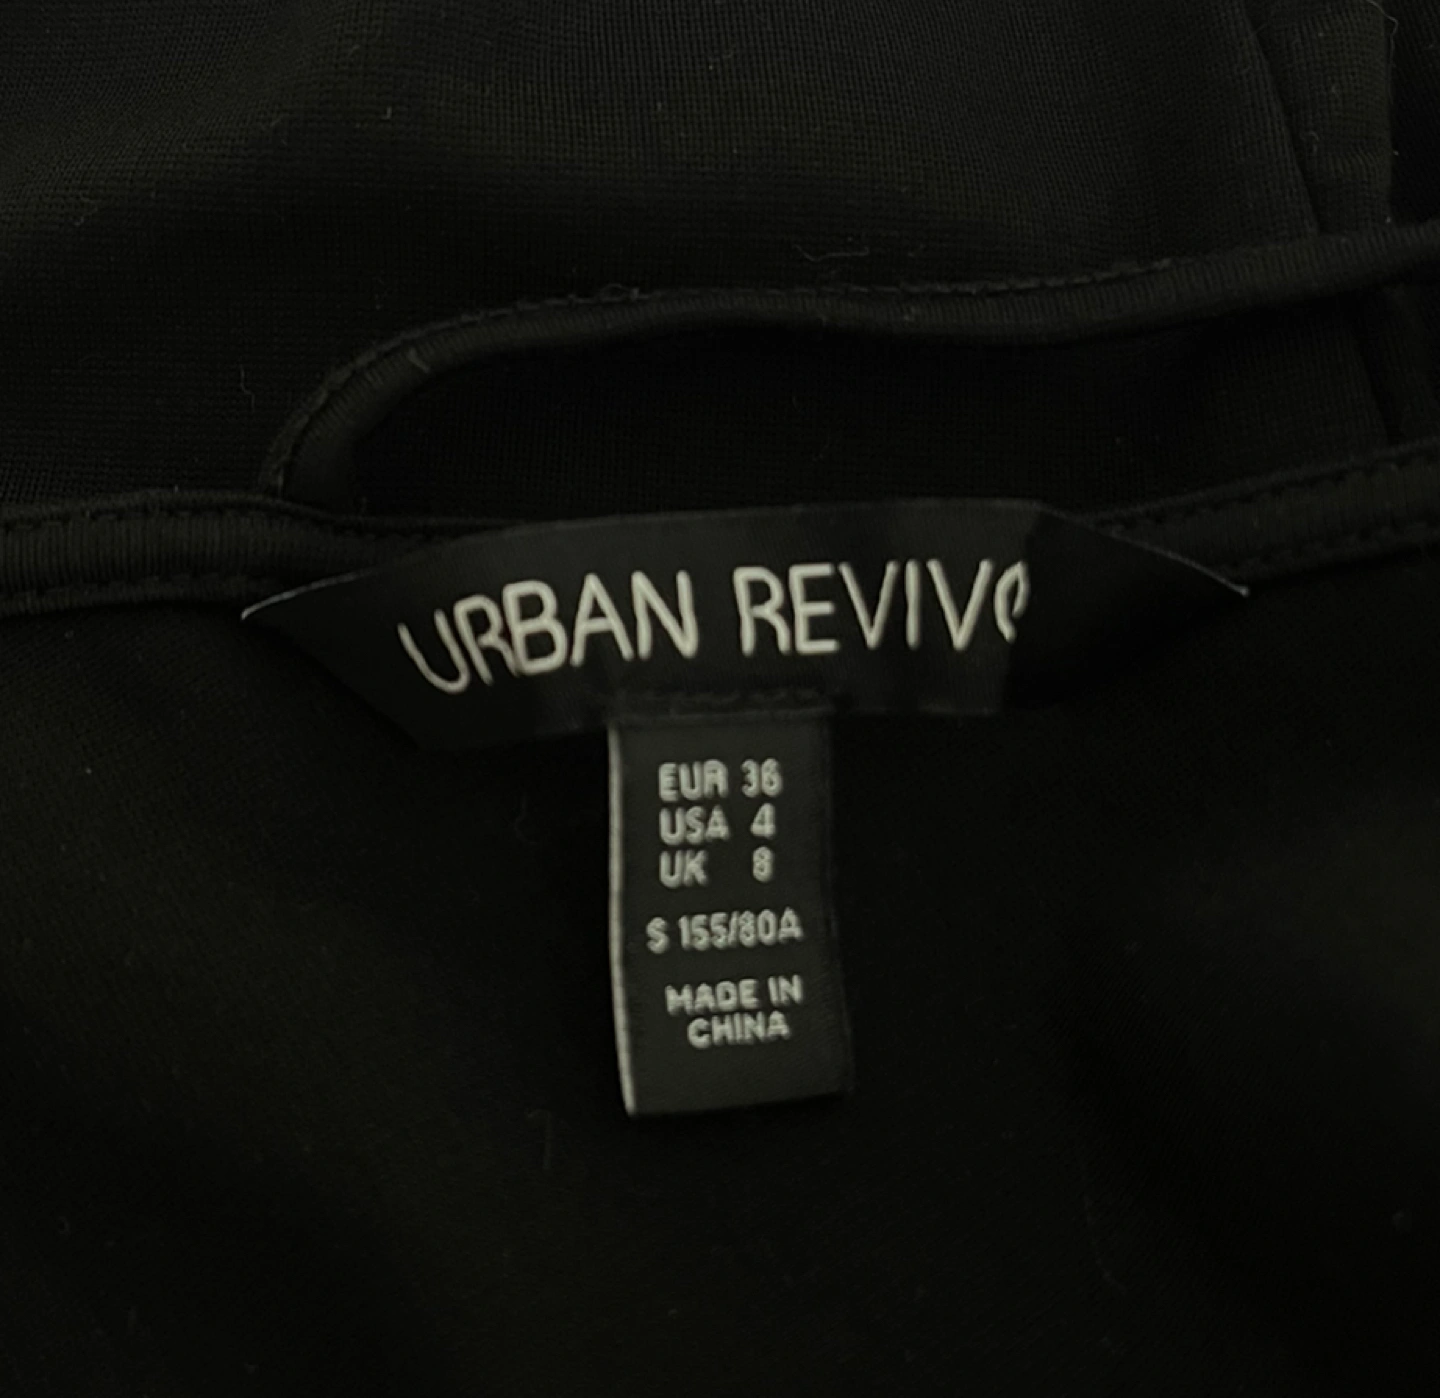 URBAN REVIVO
EUR 36
USA 4
UK 8
S 155/80A
MADE IN
CHINA